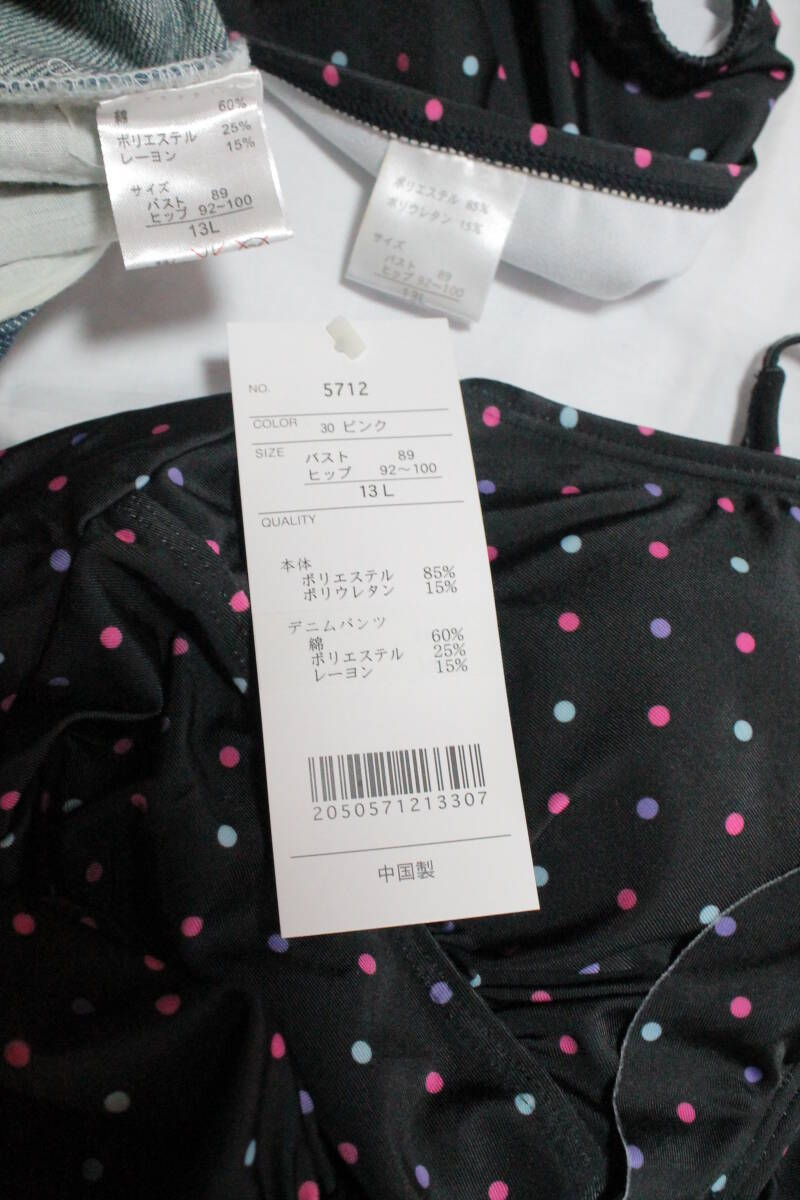 綿 60%
ポリエステル 25%
レーヨン 15%
サイズ
バスト 89
ヒップ 92~100
13L
ポリエステル 85%
ポリウレタン 15%
サイズ
バスト 89
ヒップ 92~100
13L
NO. 5712
COLOR 30 ピンク
SIZE バスト 89
ヒップ 92~100
13L
QUALITY
本体
ポリエステル 85%
ポリウレタン 15%
デニムパンツ
綿 60%
ポリエステル 25%
レーヨン 15%
2050571213307
中国製